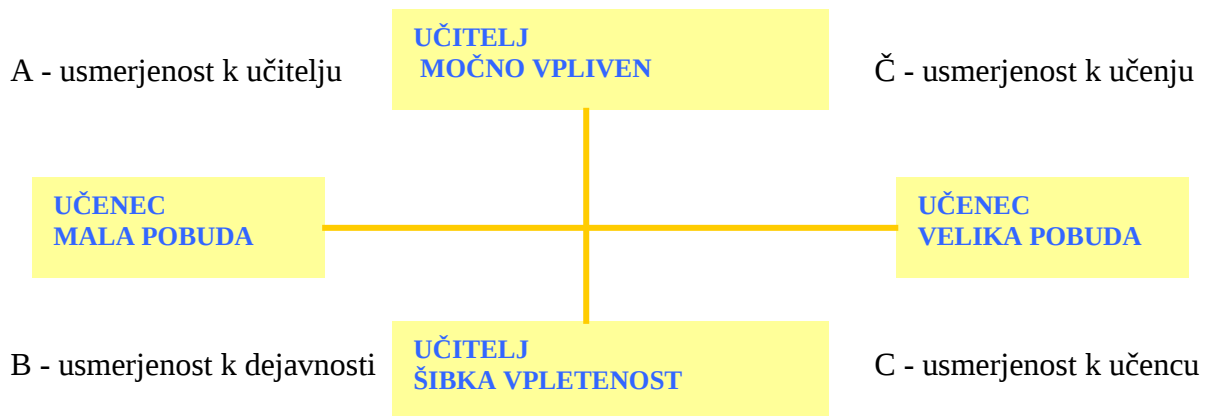 UČITELJ
MOČNO VPLIVEN
A - usmerjenost k učitelju
Č - usmerjenost k učenju
UČENEC
MALA POBUDA
UČENEC
VELIKA POBUDA
UČITELJ
ŠIBKA VPLETENOST
B - usmerjenost k dejavnosti
C - usmerjenost k učencu